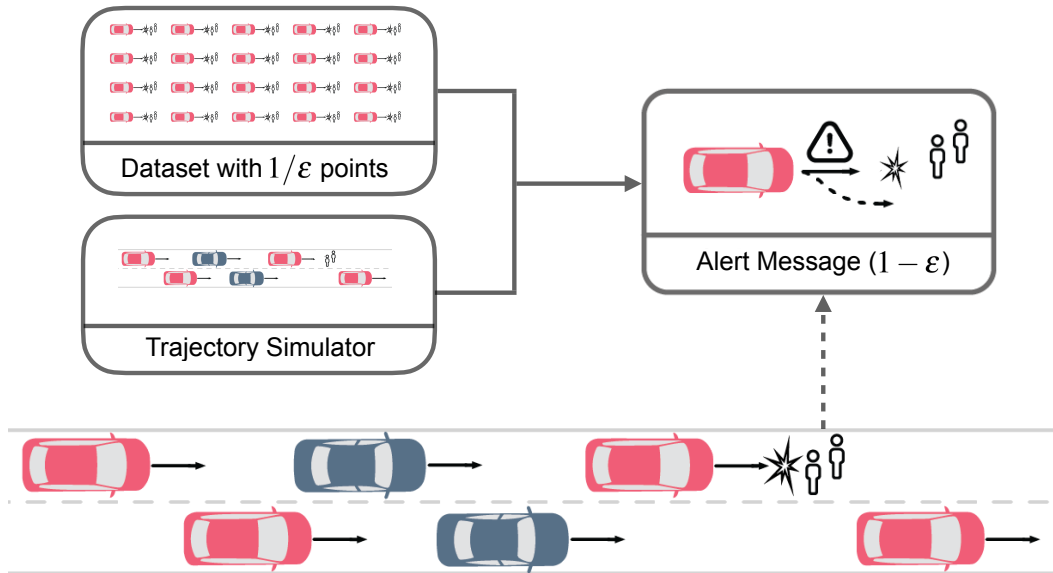 Dataset with 1/ε points
Trajectory Simulator
Alert Message (1 − ε)